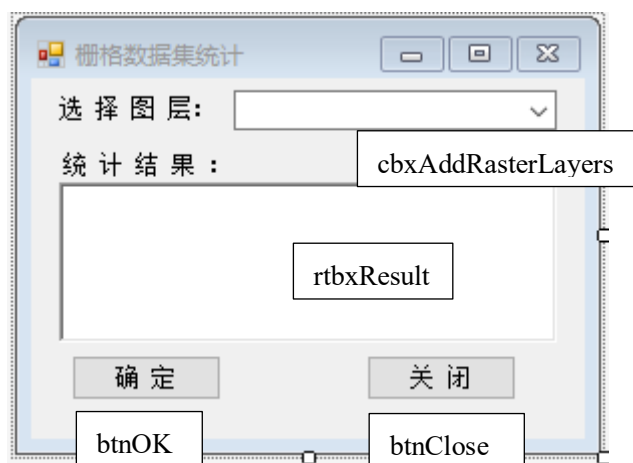 栅格数据集统计
选 择 图 层:
cbxAddRasterLayers
统 计 结 果 :
rtbxResult
确 定
关 闭
btnOK
btnClose